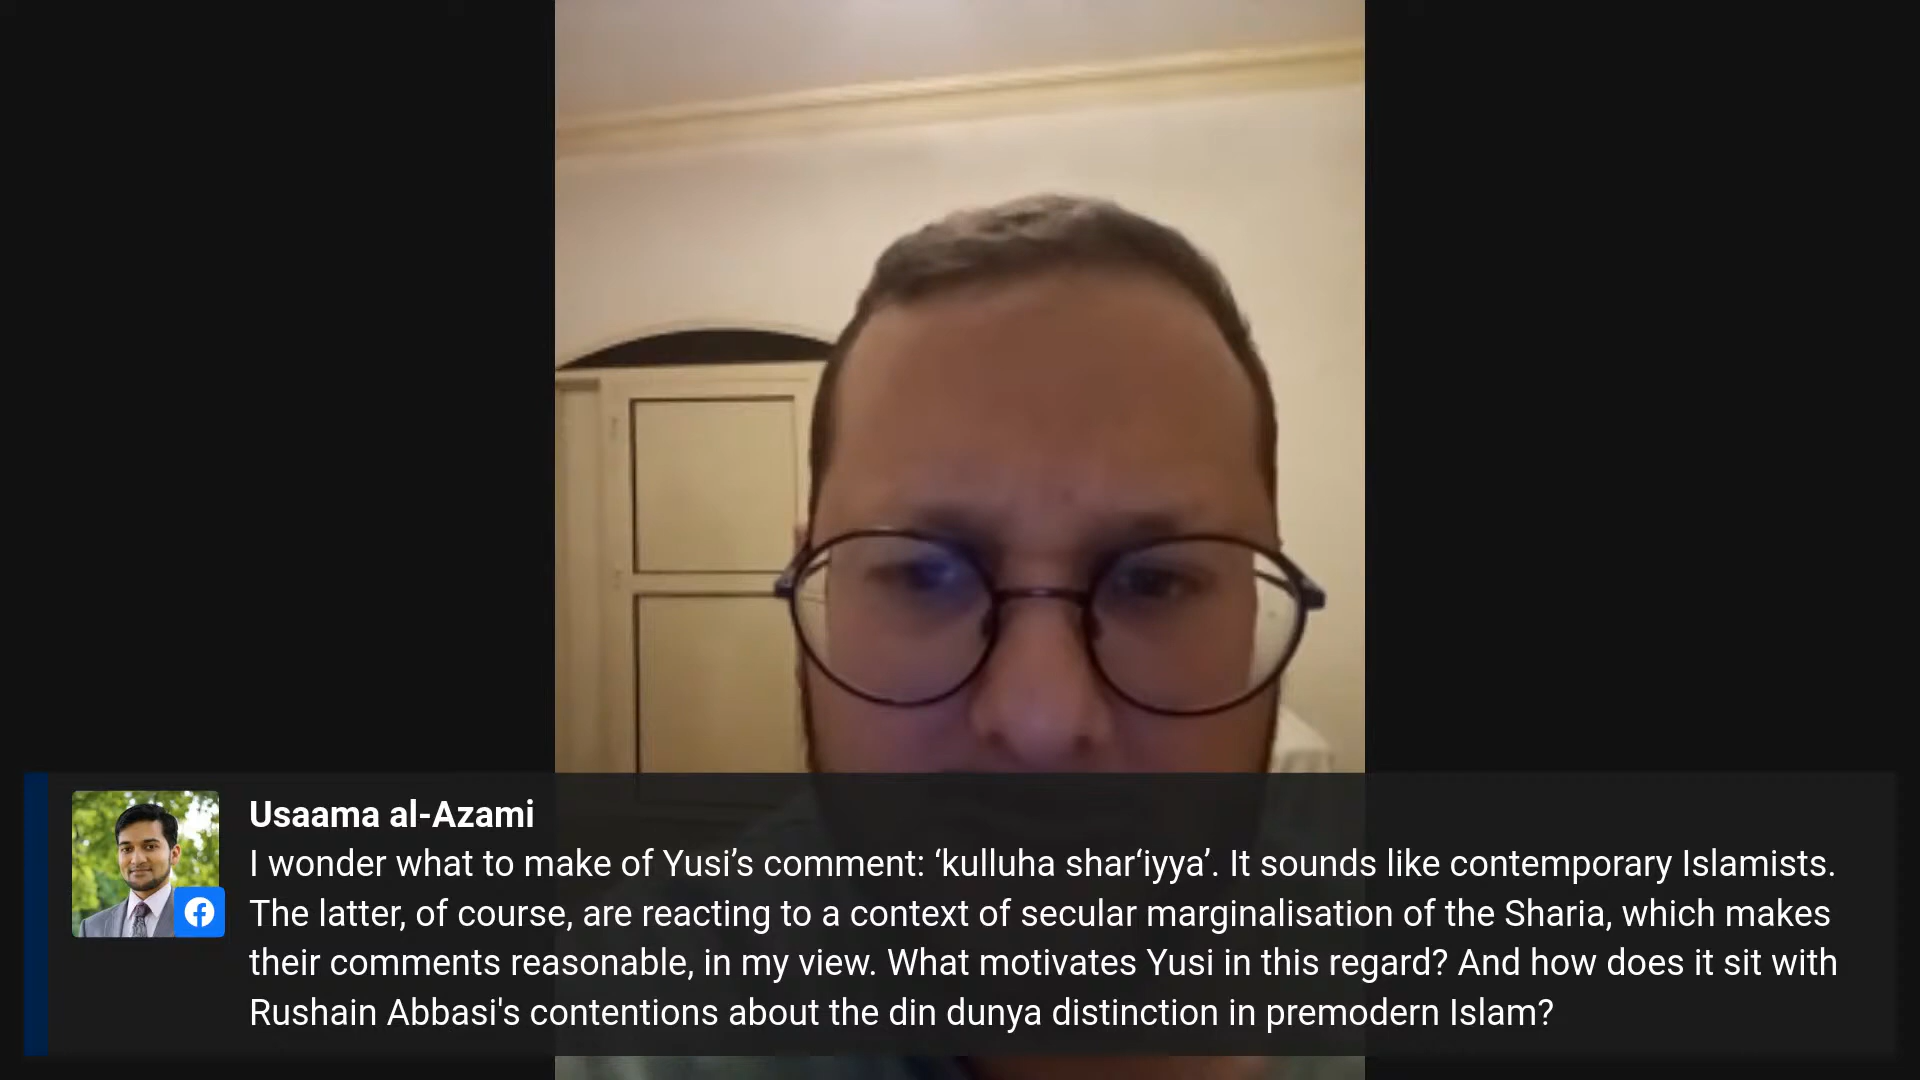 Usaama al-Azami
I wonder what to make of Yusi’s comment: ‘kulluha shar‘iyya’. It sounds like contemporary Islamists.
The latter, of course, are reacting to a context of secular marginalisation of the Sharia, which makes
their comments reasonable, in my view. What motivates Yusi in this regard? And how does it sit with
Rushain Abbasi's contentions about the din dunya distinction in premodern Islam?